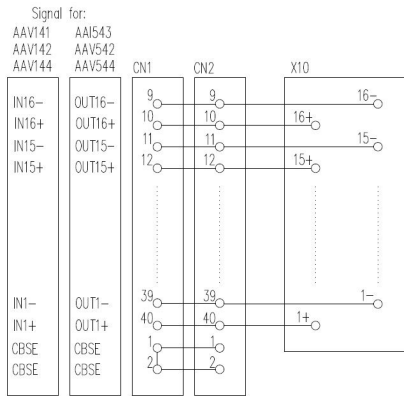 Signal for:
AAV141 AAI543
AAV142 AAV542
AAV144 AAV544 CN1 CN2 X10
IN16- OUT16- 9 9 16-
IN16+ OUT16+ 10 10 16+
IN15- OUT15- 11 11 15-
IN15+ OUT15+ 12 12 15+
IN1- OUT1- 39 39 1-
IN1+ OUT1+ 40 40 1+
CBSE CBSE 1 1
CBSE CBSE 2 2